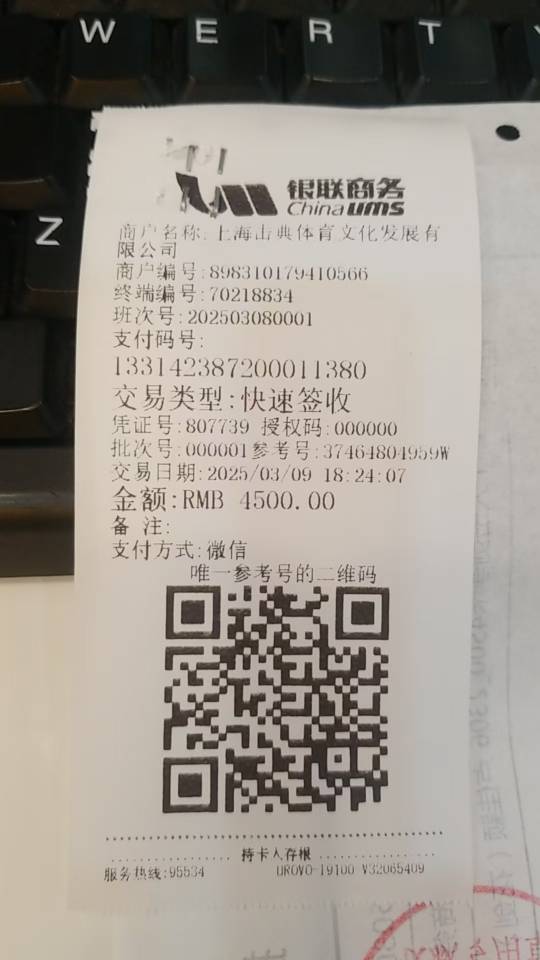 W E R T
Z
银联商务
China ums
商户名称:上海击典体育文化发展有
限公司
商户编号:898310179410566
终端编号:70218834
班次号:202503080001
支付码号:
133142387200011380
交易类型:快速签收
凭证号:807739 授权码:000000
批次号:000001参考号:37464804959W
交易日期:2025/03/09 18:24:07
金额:RMB 4500.00
备 注:
支付方式:微信
唯一参考号的二维码
持卡人存根
服务热线:95534 UROVO-I9100 V32065409